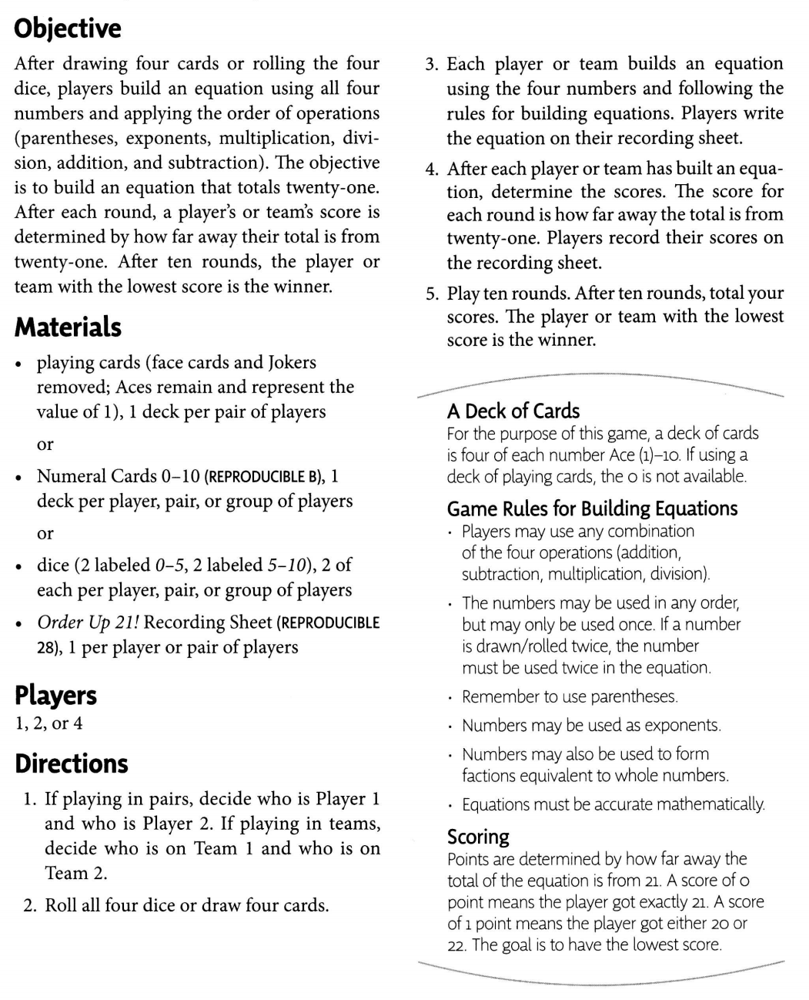 Objective
After drawing four cards or rolling the four
dice, players build an equation using all four
numbers and applying the order of operations
(parentheses, exponents, multiplication, divi-
sion, addition, and subtraction). The objective
is to build an equation that totals twenty-one.
After each round, a player's or team's score is
determined by how far away their total is from
twenty-one. After ten rounds, the player or
team with the lowest score is the winner.
Materials
• playing cards (face cards and Jokers
removed; Aces remain and represent the
value of 1), 1 deck per pair of players
or
• Numeral Cards 0–10 (REPRODUCIBLE B), 1
deck per player, pair, or group of players
or
• dice (2 labeled 0–5, 2 labeled 5–10), 2 of
each per player, pair, or group of players
• Order Up 21! Recording Sheet (REPRODUCIBLE
28), 1 per player or pair of players
Players
1, 2, or 4
Directions
1. If playing in pairs, decide who is Player 1
and who is Player 2. If playing in teams,
decide who is on Team 1 and who is on
Team 2.
2. Roll all four dice or draw four cards.
3. Each player or team builds an equation
using the four numbers and following the
rules for building equations. Players write
the equation on their recording sheet.
4. After each player or team has built an equa-
tion, determine the scores. The score for
each round is how far away the total is from
twenty-one. Players record their scores on
the recording sheet.
5. Play ten rounds. After ten rounds, total your
scores. The player or team with the lowest
score is the winner.
A Deck of Cards
For the purpose of this game, a deck of cards
is four of each number Ace (1)–10. If using a
deck of playing cards, the 0 is not available.
Game Rules for Building Equations
• Players may use any combination
of the four operations (addition,
subtraction, multiplication, division).
• The numbers may be used in any order,
but may only be used once. If a number
is drawn/rolled twice, the number
must be used twice in the equation.
• Remember to use parentheses.
• Numbers may be used as exponents.
• Numbers may also be used to form
factions equivalent to whole numbers.
• Equations must be accurate mathematically.
Scoring
Points are determined by how far away the
total of the equation is from 21. A score of 0
point means the player got exactly 21. A score
of 1 point means the player got either 20 or
22. The goal is to have the lowest score.